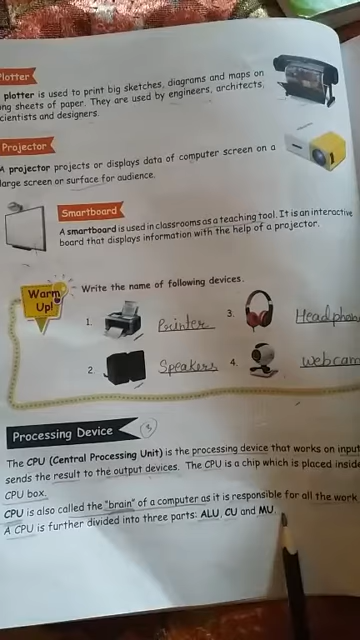 Plotter
plotter is used to print big sketches, diagrams and maps on
ng sheets of paper. They are used by engineers, architects,
cientists and designers.
Projector
A projector projects or displays data of computer screen on a
large screen or surface for audience.
Smartboard
A smartboard is used in classrooms as a teaching tool. It is an interactive
board that displays information with the help of a projector.
Warm Up!
Write the name of following devices.
1. Printer 3. Headphon
2. Speakers 4. webcam
Processing Device 3
The CPU (Central Processing Unit) is the processing device that works on input
sends the result to the output devices. The CPU is a chip which is placed inside
CPU box.
CPU is also called the "brain" of a computer as it is responsible for all the work
A CPU is further divided into three parts: ALU, CU and MU.